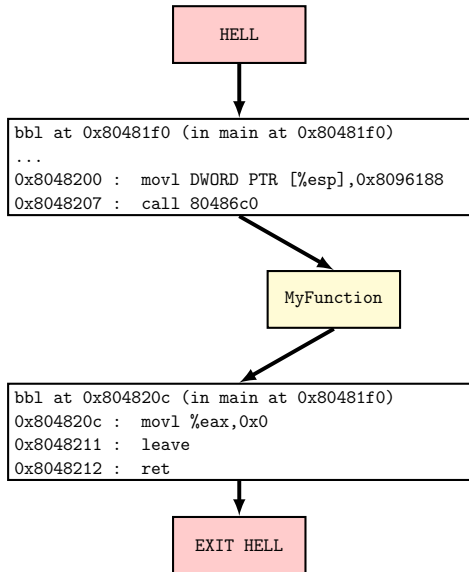 HELL
bbl at 0x80481f0 (in main at 0x80481f0)
...
0x8048200 :  movl DWORD PTR [%esp],0x8096188
0x8048207 :  call 80486c0
MyFunction
bbl at 0x804820c (in main at 0x80481f0)
0x804820c :  movl %eax,0x0
0x8048211 :  leave
0x8048212 :  ret
EXIT HELL